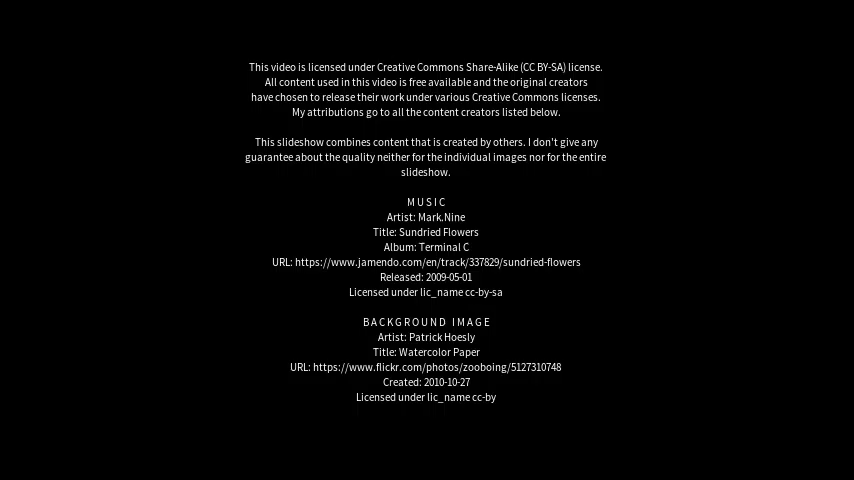 This video is licensed under Creative Commons Share-Alike (CC BY-SA) license.
All content used in this video is free available and the original creators
have chosen to release their work under various Creative Commons licenses.
My attributions go to all the content creators listed below.
This slideshow combines content that is created by others. I don't give any
guarantee about the quality neither for the individual images nor for the entire
slideshow.
MUSIC
Artist: Mark.Nine
Title: Sundried Flowers
Album: Terminal C
URL: https://www.jamendo.com/en/track/337829/sundried-flowers
Released: 2009-05-01
Licensed under lic_name cc-by-sa
BACKGROUND IMAGE
Artist: Patrick Hoesly
Title: Watercolor Paper
URL: https://www.flickr.com/photos/zooboing/5127310748
Created: 2010-10-27
Licensed under lic_name cc-by